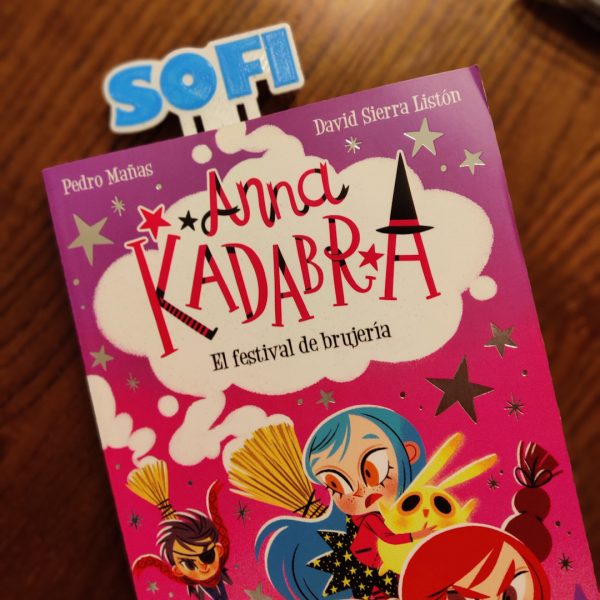 SOFI
Pedro Mañas
David Sierra Listón
Anna
KADABRA
El festival de brujería